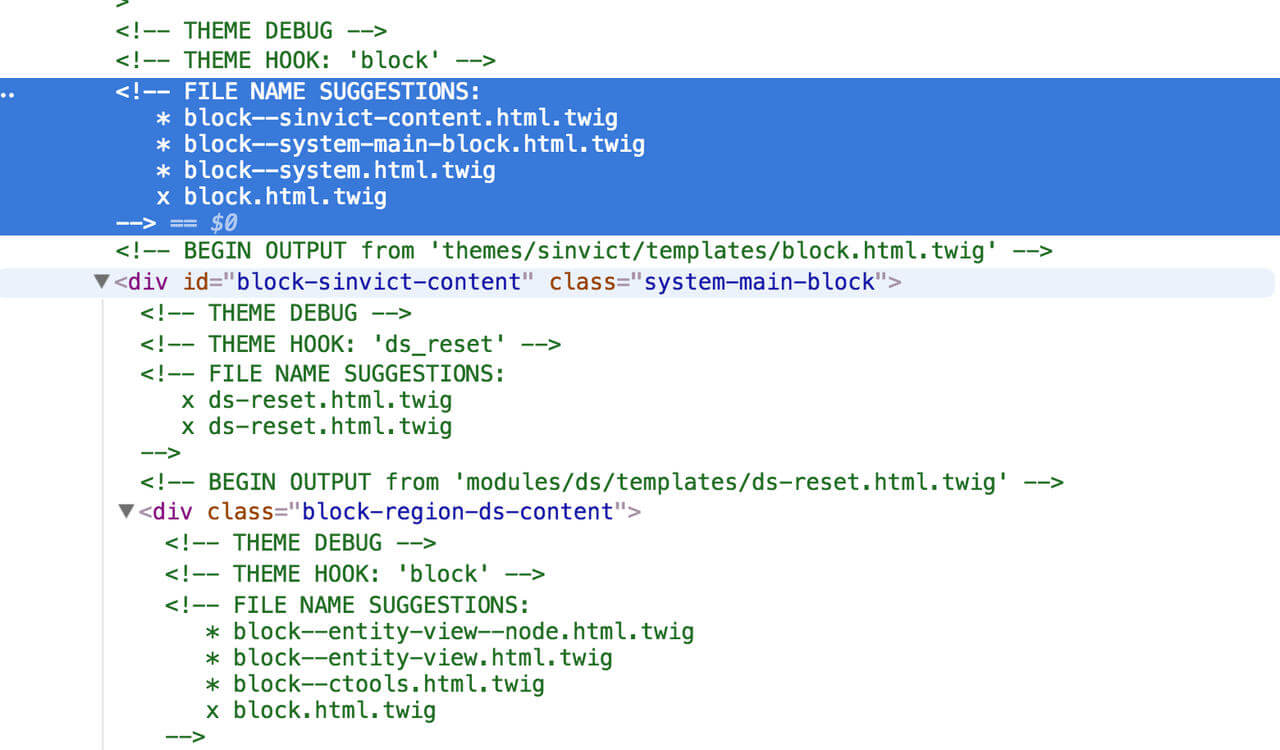 >
<!-- THEME DEBUG -->
<!-- THEME HOOK: 'block' -->
<!-- FILE NAME SUGGESTIONS:
* block--sinvict-content.html.twig
* block--system-main-block.html.twig
* block--system.html.twig
x block.html.twig
--> == $0
<!-- BEGIN OUTPUT from 'themes/sinvict/templates/block.html.twig' -->
▼<div id="block-sinvict-content" class="system-main-block">
<!-- THEME DEBUG -->
<!-- THEME HOOK: 'ds_reset' -->
<!-- FILE NAME SUGGESTIONS:
x ds-reset.html.twig
x ds-reset.html.twig
-->
<!-- BEGIN OUTPUT from 'modules/ds/templates/ds-reset.html.twig' -->
▼<div class="block-region-ds-content">
<!-- THEME DEBUG -->
<!-- THEME HOOK: 'block' -->
<!-- FILE NAME SUGGESTIONS:
* block--entity-view--node.html.twig
* block--entity-view.html.twig
* block--ctools.html.twig
x block.html.twig
-->